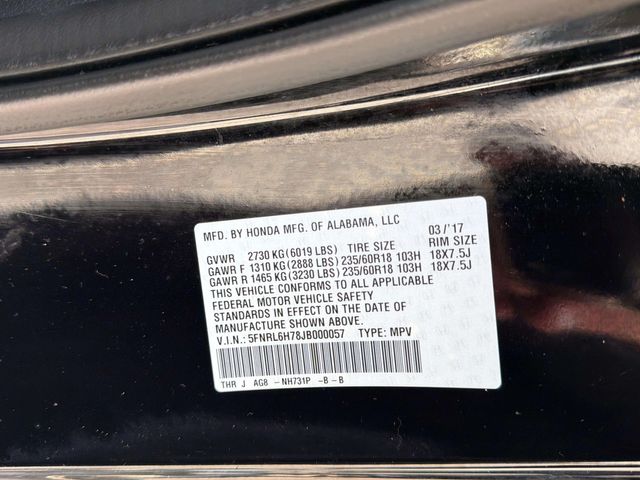 MFD. BY HONDA MFG. OF ALABAMA, LLC 03/'17
GVWR 2730 KG(6019 LBS) TIRE SIZE RIM SIZE
GAWR F 1310 KG(2888 LBS) 235/60R18 103H 18X7.5J
GAWR R 1465 KG(3230 LBS) 235/60R18 103H 18X7.5J
THIS VEHICLE CONFORMS TO ALL APPLICABLE
FEDERAL MOTOR VEHICLE SAFETY
STANDARDS IN EFFECT ON THE DATE OF
MANUFACTURE SHOWN ABOVE.
V.I.N.: 5FNRL6H78JB000057 TYPE: MPV
THR J AG8 - NH731P -B-B